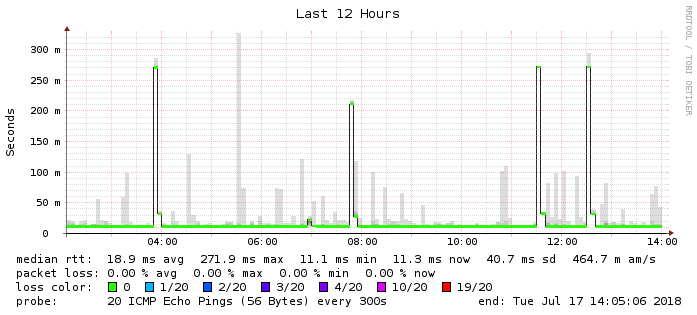 Last 12 Hours
RRDTOOL / TOBI OETIKER
Seconds
300 m
250 m
200 m
150 m
100 m
50 m
0
04:00 06:00 08:00 10:00 12:00 14:00
median rtt: 18.9 ms avg 271.9 ms max 11.1 ms min 11.3 ms now 40.7 ms sd 464.7 m am/s
packet loss: 0.00 % avg 0.00 % max 0.00 % min 0.00 % now
loss color: 0 1/20 2/20 3/20 4/20 10/20 19/20
probe: 20 ICMP Echo Pings (56 Bytes) every 300s end: Tue Jul 17 14:05:06 2018